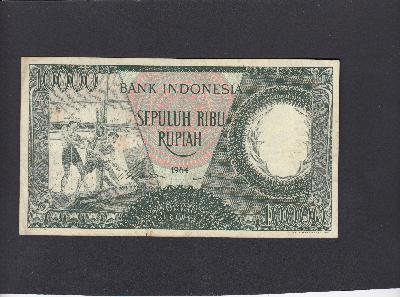 10000
BANK INDONESIA
SEPULUH RIBU
RUPIAH
1964
10000